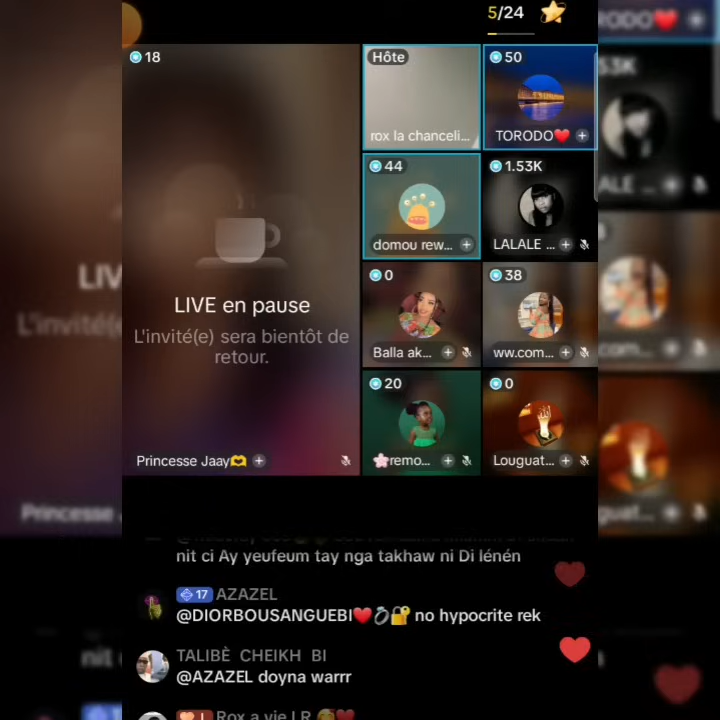 5/24
18
LIVE en pause
L'invité(e) sera bientôt de
retour.
Princesse Jaay
Hôte
rox la chanceli...
50
TORODO
44
domou rew...
1.53K
LALALE ...
0
Balla ak...
38
ww.com...
20
remo...
0
Louguat...
nit ci Ay yeufeum tay nga takhaw ni Di lénén
17 AZAZEL
@DIORBOUSANGUEBI❤️💍🔐 no hypocrite rek
TALIBÈ CHEIKH BI
@AZAZEL doyna warrr
Rox a vie LR